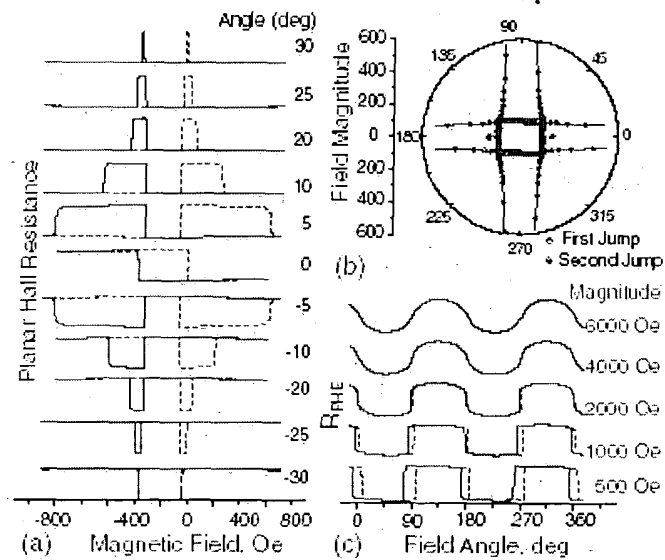 Angle (deg)
30
25
20
10
5
0
-5
-10
-20
-25
-30
Planar Hall Resistance
-800
-400
0
400
800
(a)
Magnetic Field, Oe
600
400
200
0
200
400
600
Field Magnitude
90
135
45
180
0
225
315
270
First Jump
Second Jump
(b)
Magnitude
6000 Oe
4000 Oe
2000 Oe
1000 Oe
500 Oe
R
0
90
180
270
360
(c)
Field Angle, deg